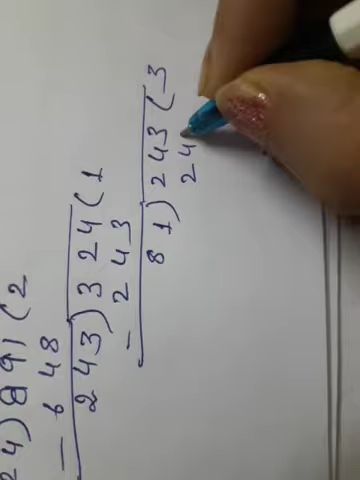 24) 891 (2
- 648
243) 324 (1
- 243
81) 243 (3
24